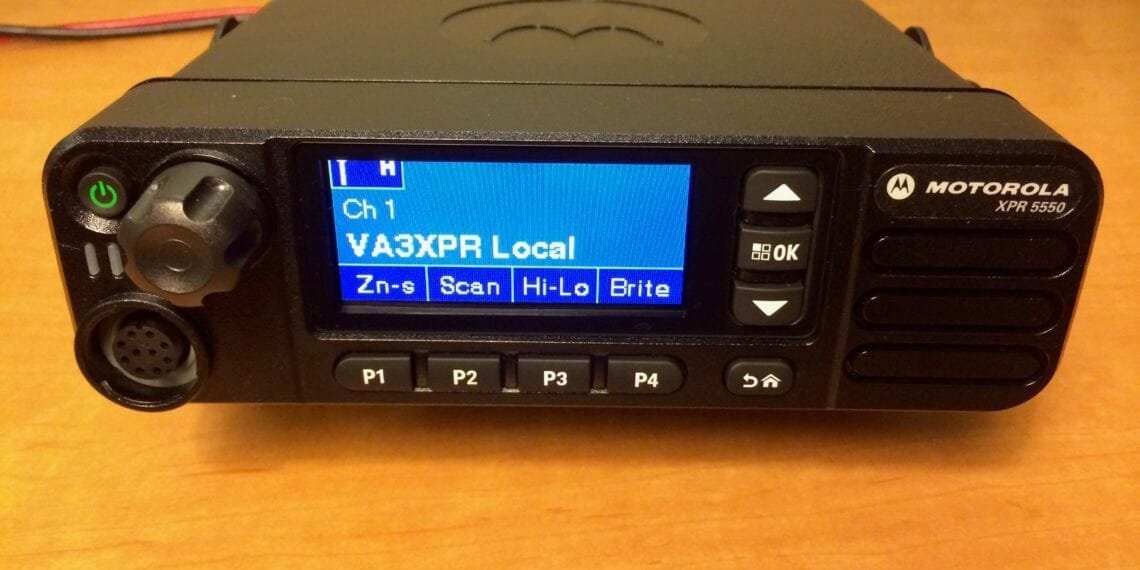 H
Ch 1
VA3XPR Local
Zn-s Scan Hi-Lo Brite
OK
MOTOROLA
XPR 5550
P1 P2 P3 P4